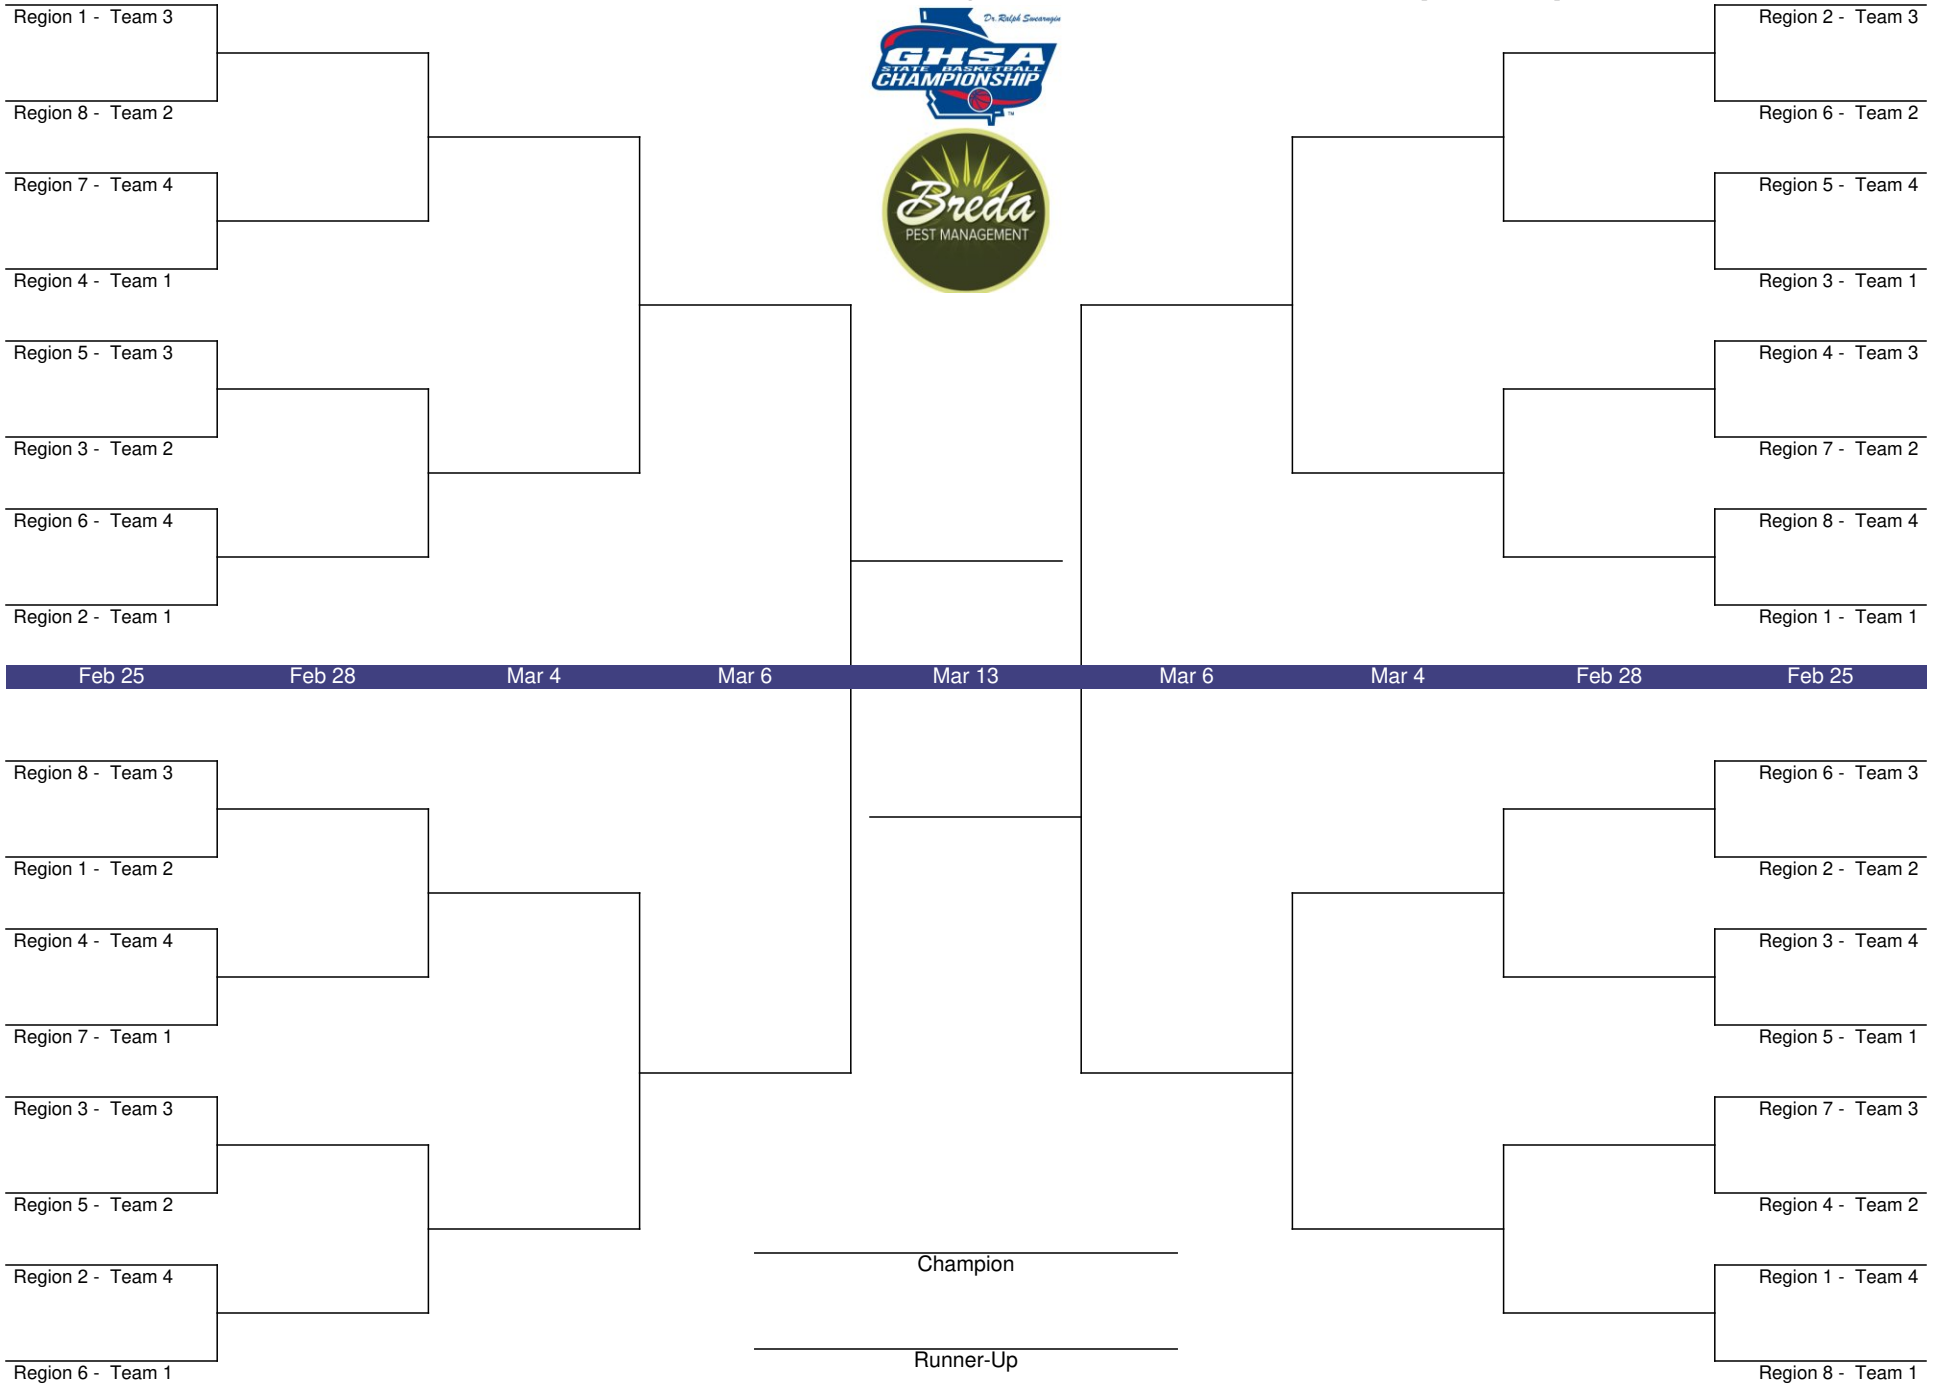 Region 1 - Team 3
Region 8 - Team 2
Region 7 - Team 4
Region 4 - Team 1
Region 5 - Team 3
Region 3 - Team 2
Region 6 - Team 4
Region 2 - Team 1
Dr. Ralph Swearngin
GHSA
STATE BASKETBALL
CHAMPIONSHIP
TM
Breda
PEST MANAGEMENT
Region 2 - Team 3
Region 6 - Team 2
Region 5 - Team 4
Region 3 - Team 1
Region 4 - Team 3
Region 7 - Team 2
Region 8 - Team 4
Region 1 - Team 1
Feb 25 Feb 28 Mar 4 Mar 6 Mar 13 Mar 6 Mar 4 Feb 28 Feb 25
Region 8 - Team 3
Region 1 - Team 2
Region 4 - Team 4
Region 7 - Team 1
Region 3 - Team 3
Region 5 - Team 2
Region 2 - Team 4
Region 6 - Team 1
Champion
Runner-Up
Region 6 - Team 3
Region 2 - Team 2
Region 3 - Team 4
Region 5 - Team 1
Region 7 - Team 3
Region 4 - Team 2
Region 1 - Team 4
Region 8 - Team 1